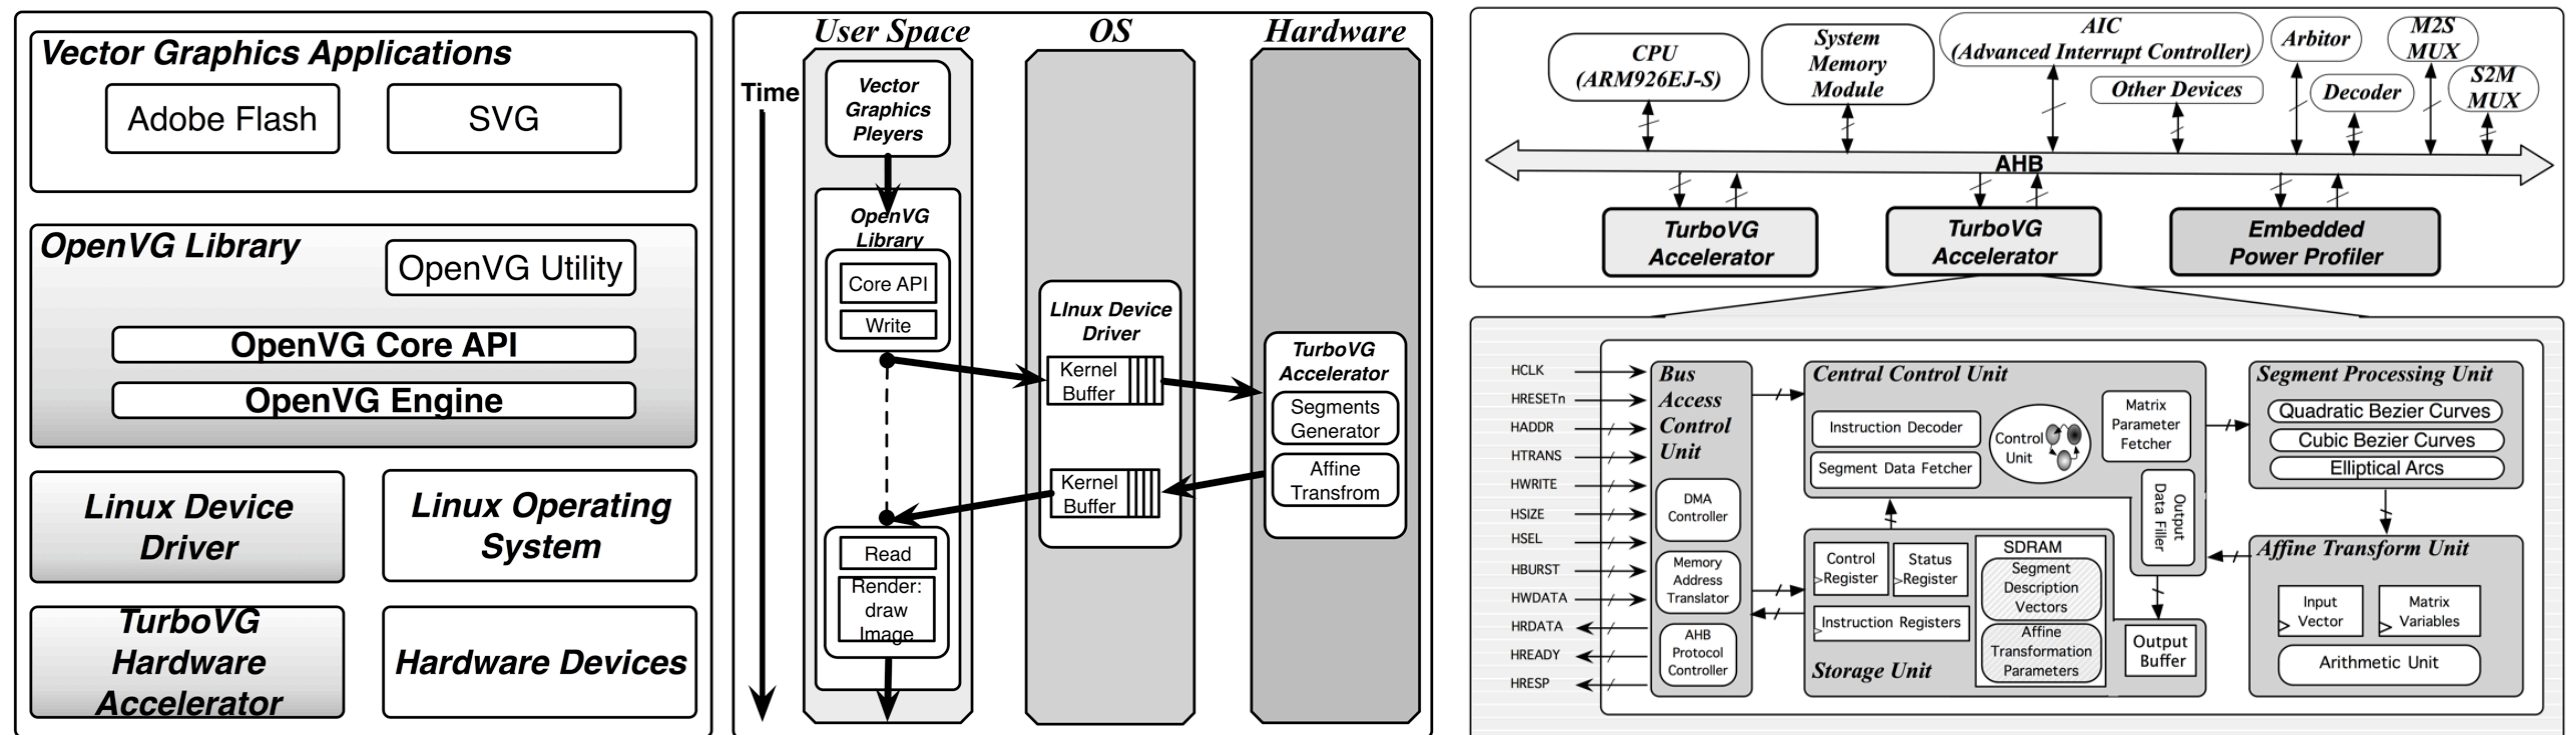 Vector Graphics Applications
Adobe Flash
SVG
OpenVG Library
OpenVG Utility
OpenVG Core API
OpenVG Engine
Linux Device
Driver
Linux Operating
System
TurboVG
Hardware
Accelerator
Hardware Devices
User Space
OS
Hardware
Time
Vector
Graphics
Pleyers
OpenVG
Library
Core API
Write
LInux Device
Driver
Kernel
Buffer
TurboVG
Accelerator
Segments
Generator
Affine
Transfrom
Kernel
Buffer
Read
Render:
draw
Image
CPU
(ARM926EJ-S)
System
Memory
Module
AIC
(Advanced Interrupt Controller)
Other Devices
Arbitor
Decoder
M2S
MUX
S2M
MUX
AHB
TurboVG
Accelerator
TurboVG
Accelerator
Embedded
Power Profiler
HCLK
HRESETn
HADDR
HTRANS
HWRITE
HSIZE
HSEL
HBURST
HWDATA
HRDATA
HREADY
HRESP
Bus
Access
Control
Unit
DMA
Controller
Memory
Address
Translator
AHB
Protocol
Controller
Central Control Unit
Instruction Decoder
Segment Data Fetcher
Control
Unit
Matrix
Parameter
Fetcher
Output
Data Filler
Segment Processing Unit
Quadratic Bezier Curves
Cubic Bezier Curves
Elliptical Arcs
Control
Register
Status
Register
Instruction Registers
Storage Unit
SDRAM
Segment
Description
Vectors
Affine
Transformation
Parameters
Output
Buffer
Affine Transform Unit
Input
Vector
Matrix
Variables
Arithmetic Unit